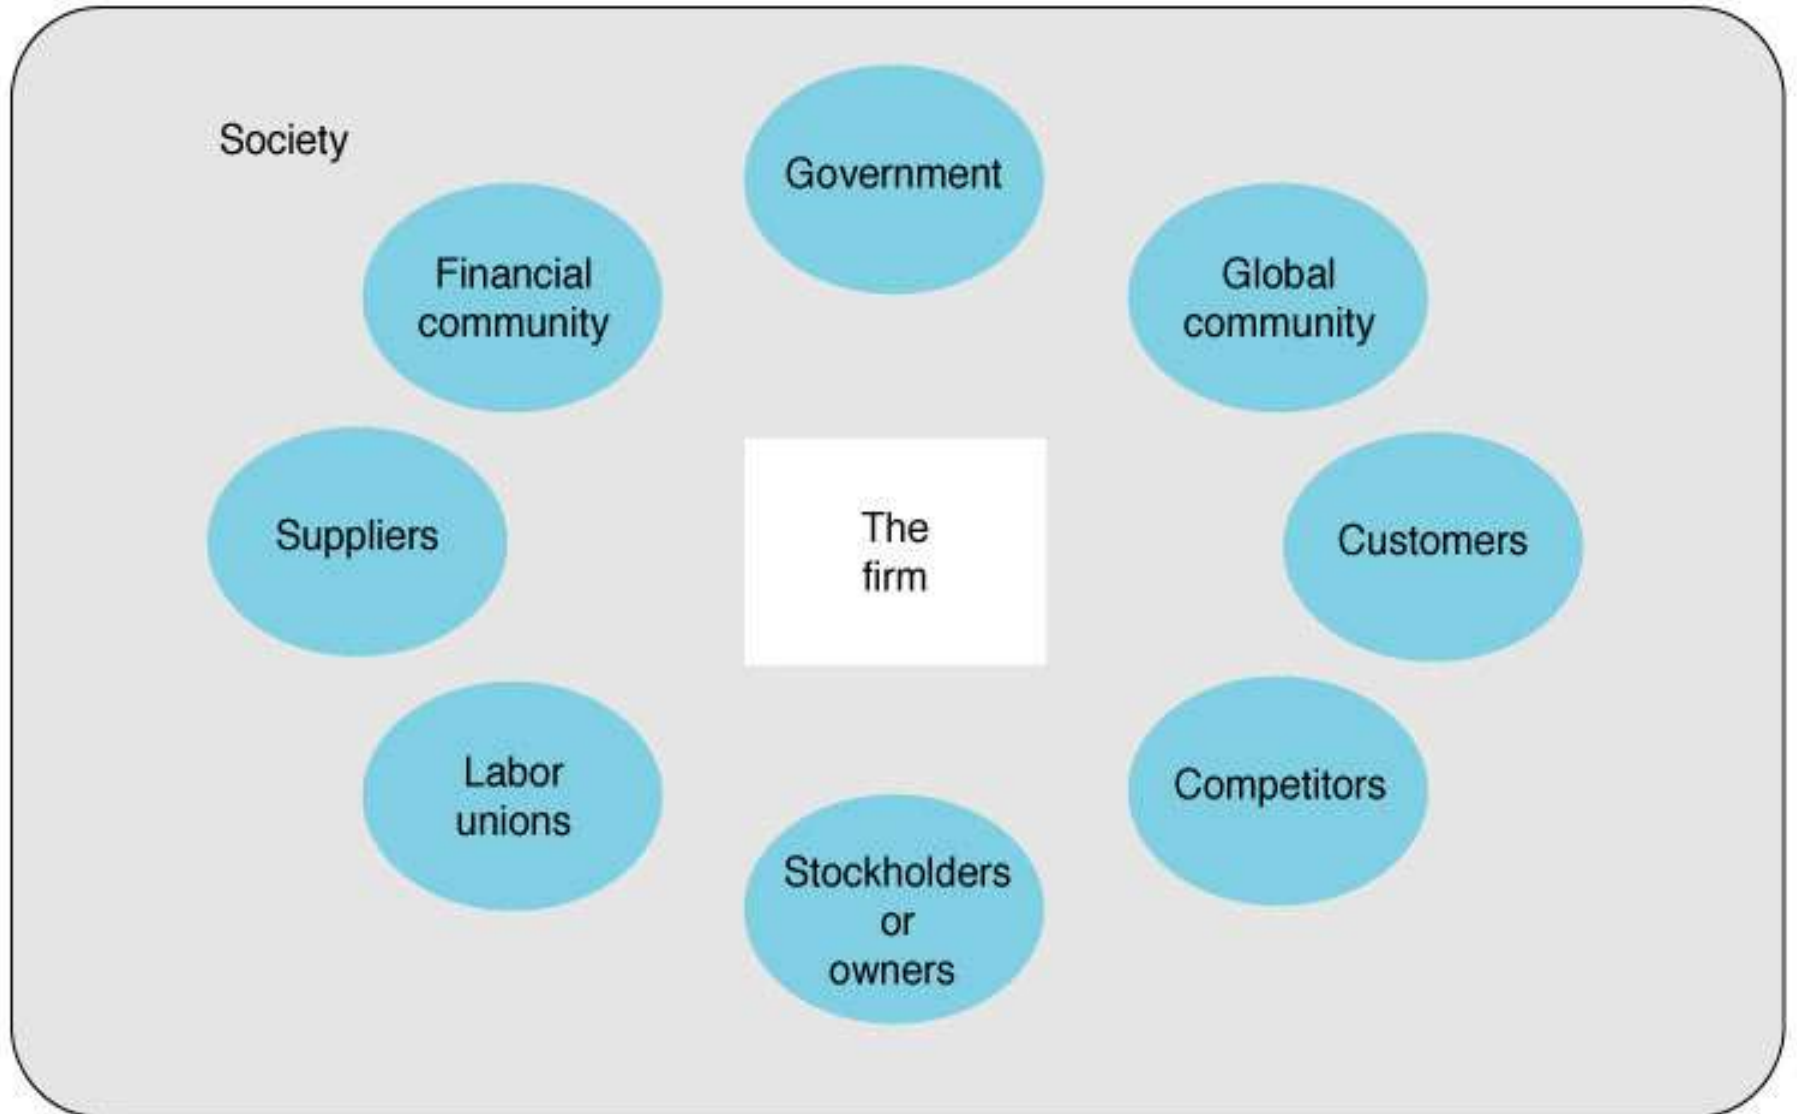 Society
Government
Financial
community
Global
community
Suppliers
The
firm
Customers
Labor
unions
Competitors
Stockholders
or
owners